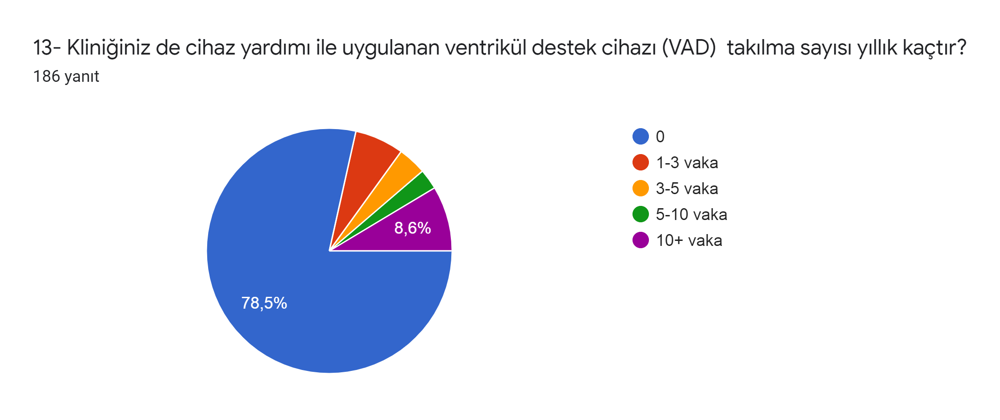 13- Kliniğiniz de cihaz yardımı ile uygulanan ventrikül destek cihazı (VAD)  takılma sayısı yıllık kaçtır?
186 yanıt
0
1-3 vaka
3-5 vaka
5-10 vaka
10+ vaka
8,6%
78,5%